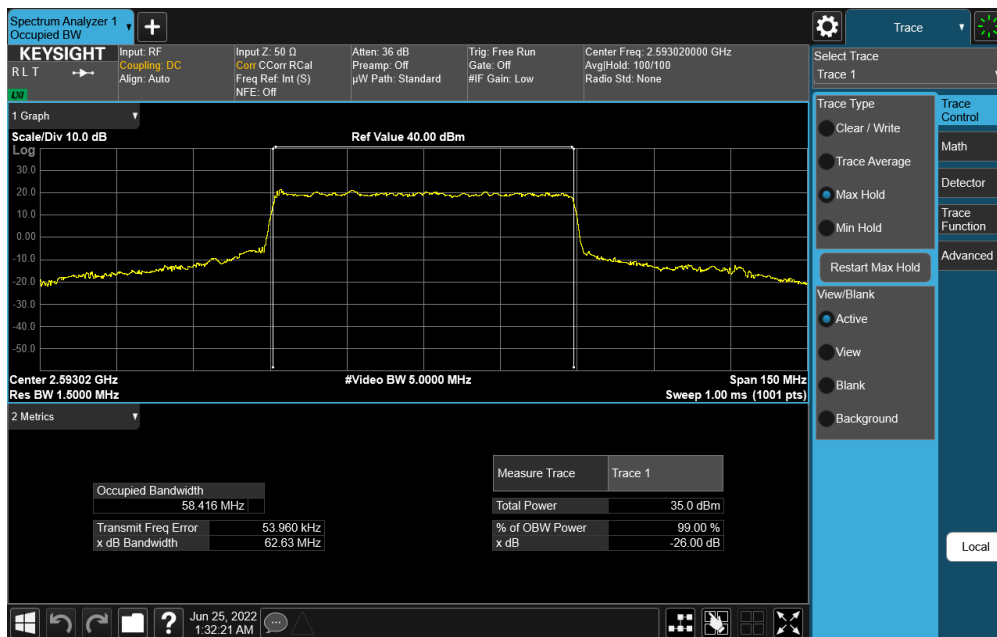 Spectrum Analyzer 1
Occupied BW
Trace
KEYSIGHT
R L T
LXI
Input: RF
Coupling: DC
Align: Auto
Input Z: 50 Ω
Corr CCorr RCal
Freq Ref: Int (S)
NFE: Off
Atten: 36 dB
Preamp: Off
µW Path: Standard
Trig: Free Run
Gate: Off
#IF Gain: Low
Center Freq: 2.593020000 GHz
Avg|Hold: 100/100
Radio Std: None
1 Graph
Scale/Div 10.0 dB
Ref Value 40.00 dBm
Log
30.0
20.0
10.0
0.00
-10.0
-20.0
-30.0
-40.0
-50.0
Center 2.59302 GHz
#Video BW 5.0000 MHz
Span 150 MHz
Res BW 1.5000 MHz
Sweep 1.00 ms (1001 pts)
2 Metrics
Occupied Bandwidth
58.416 MHz
Transmit Freq Error 53.960 kHz
x dB Bandwidth 62.63 MHz
Measure Trace Trace 1
Total Power 35.0 dBm
% of OBW Power 99.00 %
x dB -26.00 dB
Select Trace
Trace 1
Trace Type
Clear / Write
Trace Average
Max Hold
Min Hold
Restart Max Hold
View/Blank
Active
View
Blank
Background
Trace
Control
Math
Detector
Trace
Function
Advanced
Local
?
Jun 25, 2022
1:32:21 AM